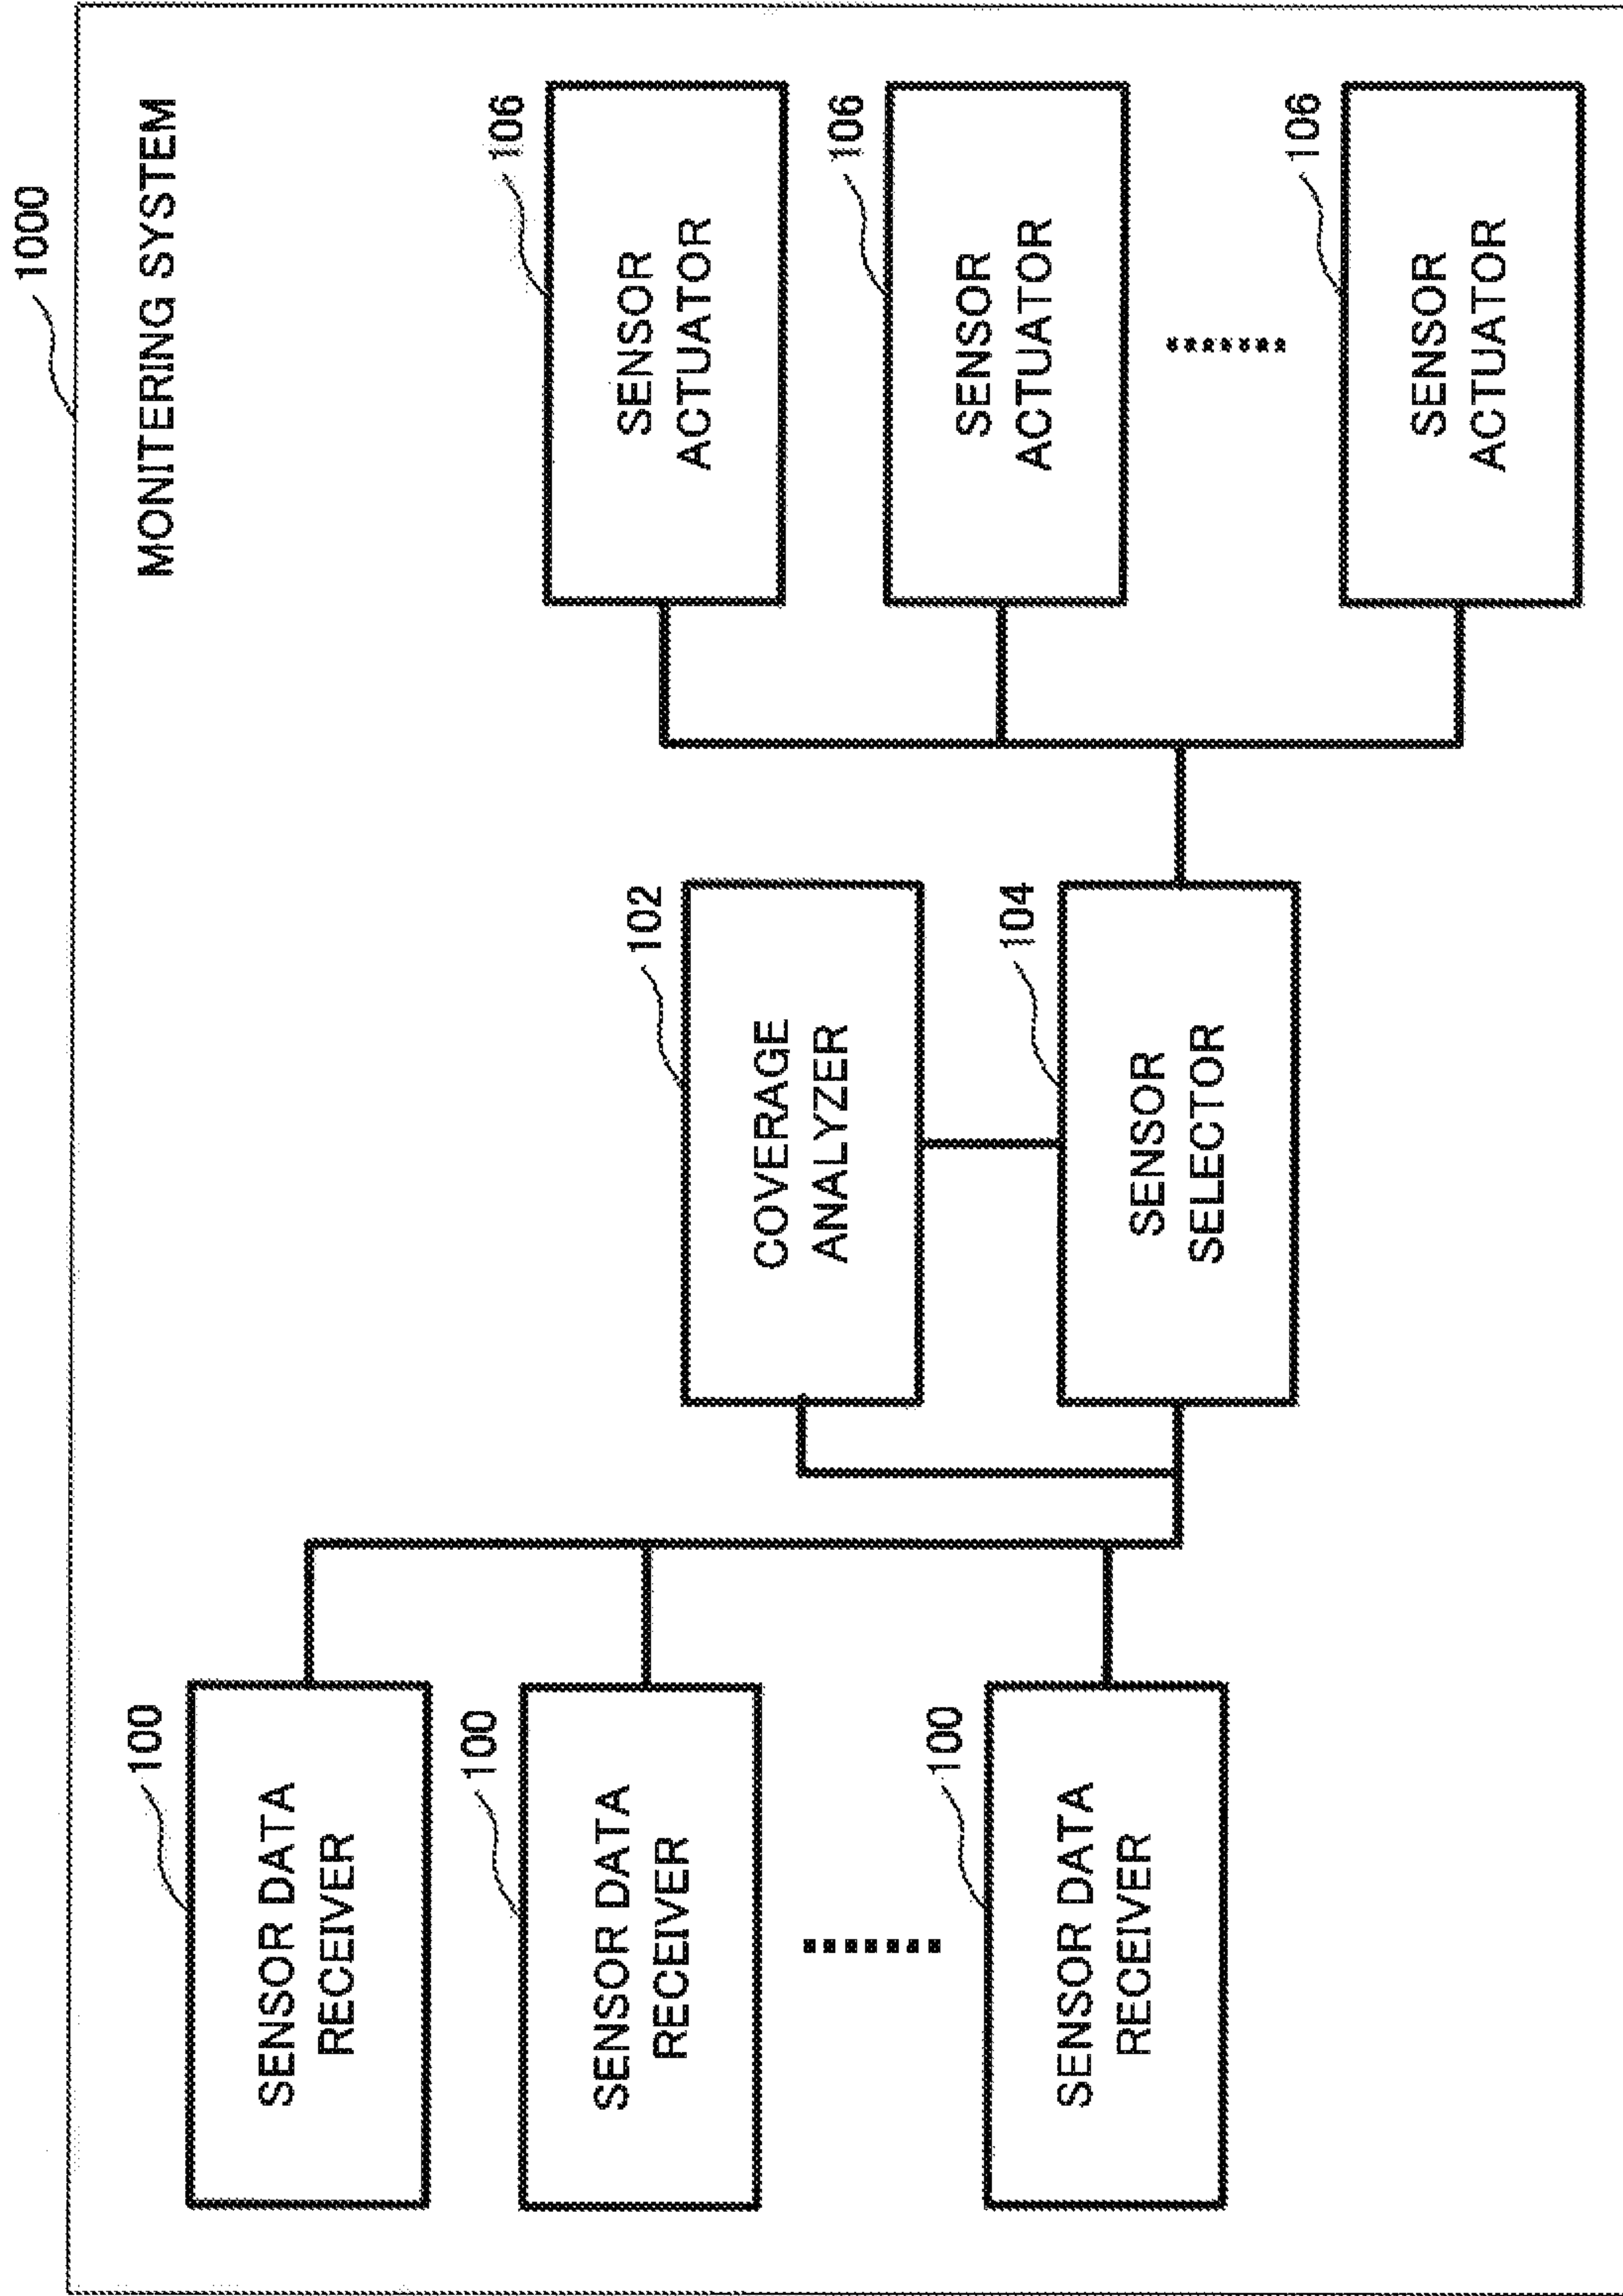 1000
MONITERING SYSTEM
100
SENSOR DATA
RECEIVER
100
SENSOR DATA
RECEIVER
100
SENSOR DATA
RECEIVER
102
COVERAGE
ANALYZER
104
SENSOR
SELECTOR
106
SENSOR
ACTUATOR
106
SENSOR
ACTUATOR
106
SENSOR
ACTUATOR